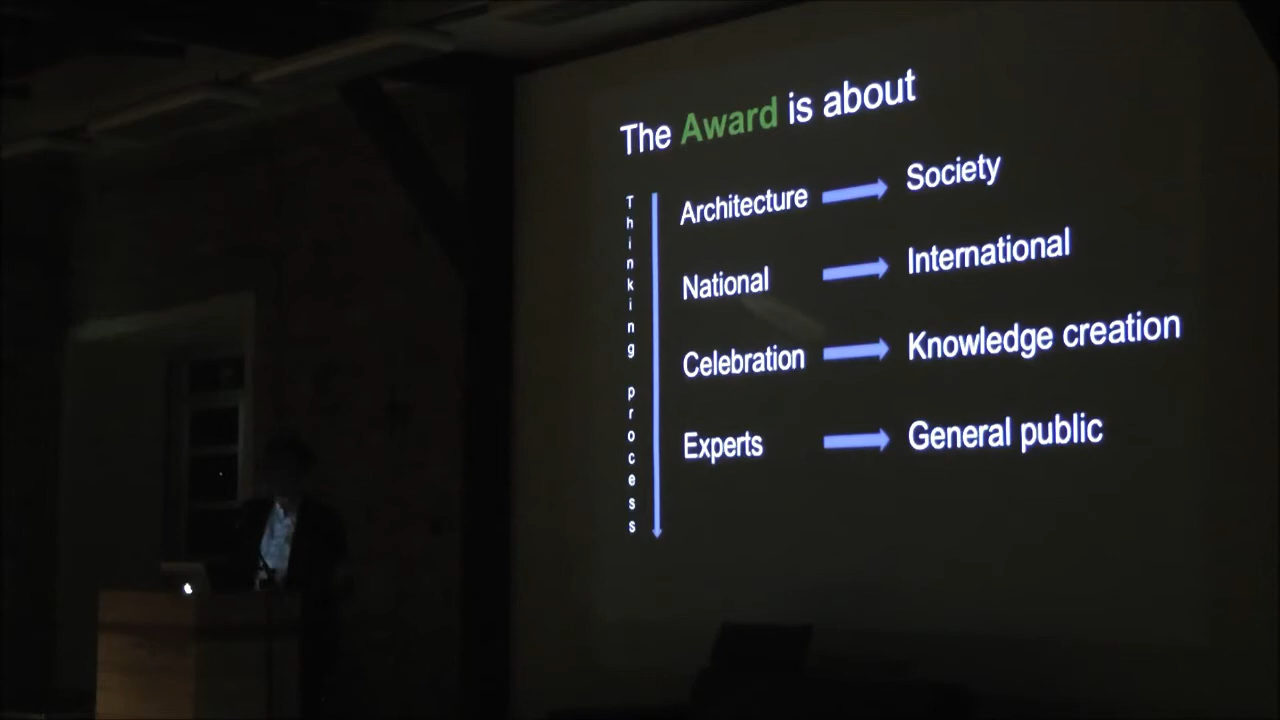 The Award is about
Thinking process
Architecture Society
National International
Celebration Knowledge creation
Experts General public